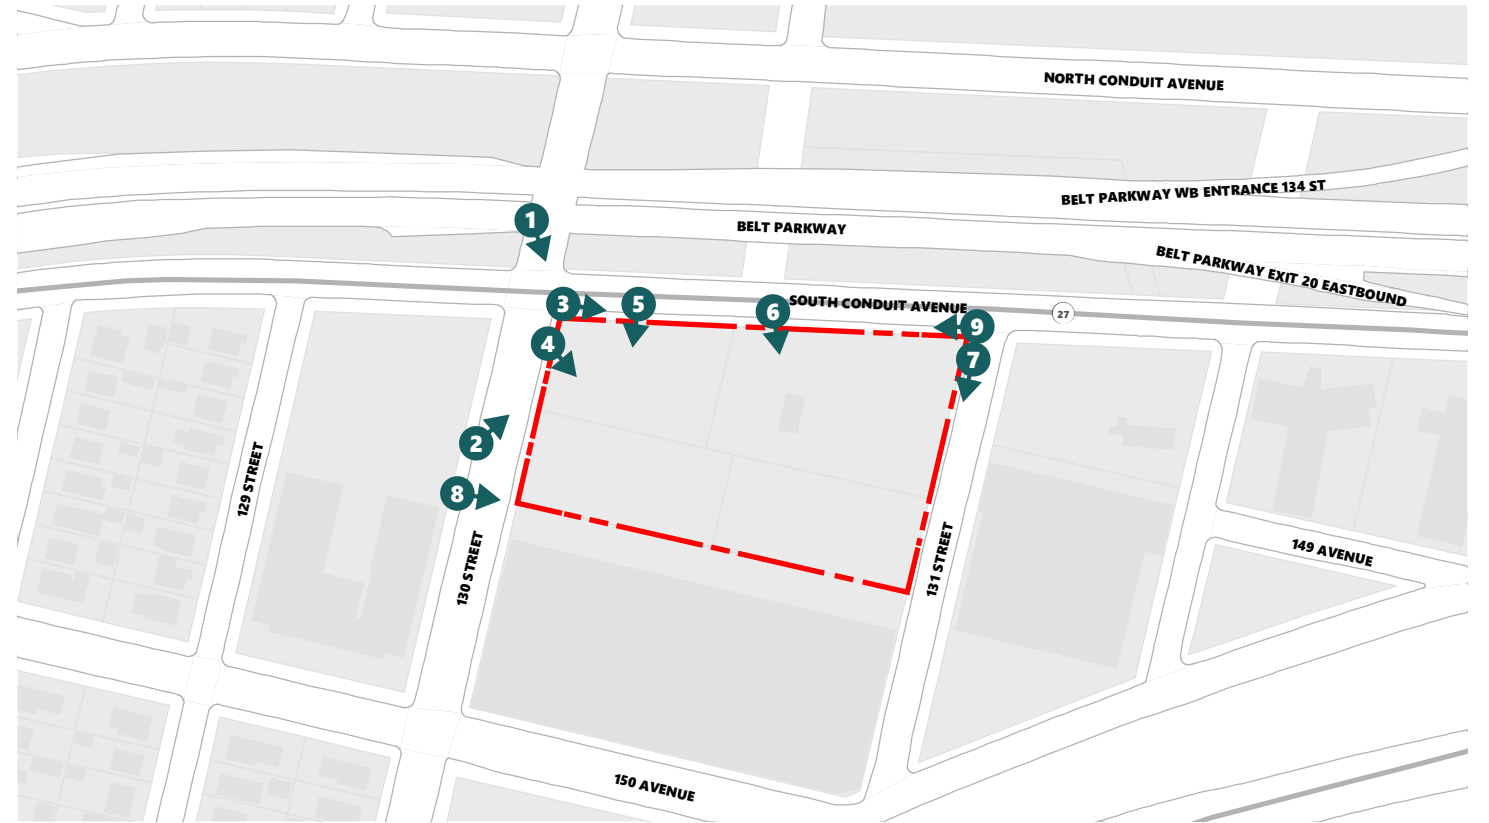 NORTH CONDUIT AVENUE
BELT PARKWAY WB ENTRANCE 134 ST
1
BELT PARKWAY
BELT PARKWAY EXIT 20 EASTBOUND
3
5
6
SOUTH CONDUIT AVENUE
27
9
4
7
2
129 STREET
8
130 STREET
131 STREET
149 AVENUE
150 AVENUE